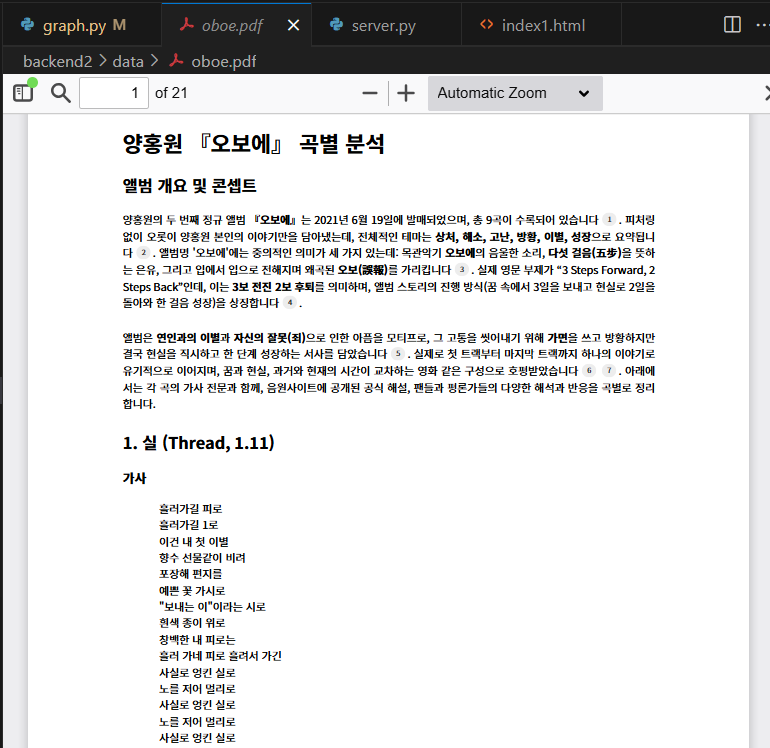 graph.py M
oboe.pdf
server.py
index1.html
backend2 > data > oboe.pdf
1 of 21
Automatic Zoom
양홍원 『오보에』 곡별 분석
앨범 개요 및 콘셉트
양홍원의 두 번째 정규 앨범 『오보에』는 2021년 6월 19일에 발매되었으며, 총 9곡이 수록되어 있습니다 1 . 피처링
없이 오롯이 양홍원 본인의 이야기만을 담아냈는데, 전체적인 테마는 상처, 해소, 고난, 방황, 이별, 성장으로 요약됩니
다 2 . 앨범명 '오보에'에는 중의적인 의미가 세 가지 있는데: 목관악기 오보에의 음울한 소리, 다섯 걸음(五步)을 뜻하
는 은유, 그리고 입에서 입으로 전해지며 왜곡된 오보(誤報)를 가리킵니다 3 . 실제 영문 부제가 “3 Steps Forward, 2
Steps Back”인데, 이는 3보 전진 2보 후퇴를 의미하며, 앨범 스토리의 진행 방식(꿈 속에서 3일을 보내고 현실로 2일을
돌아와 한 걸음 성장)을 상징합니다 4 .
앨범은 연인과의 이별과 자신의 잘못(죄)으로 인한 아픔을 모티프로, 그 고통을 씻어내기 위해 가면을 쓰고 방황하지만
결국 현실을 직시하고 한 단계 성장하는 서사를 담았습니다 5 . 실제로 첫 트랙부터 마지막 트랙까지 하나의 이야기로
유기적으로 이어지며, 꿈과 현실, 과거와 현재의 시간이 교차하는 영화 같은 구성으로 호평받았습니다 6 7 . 아래에
서는 각 곡의 가사 전문과 함께, 음원사이트에 공개된 공식 해설, 팬들과 평론가들의 다양한 해석과 반응을 곡별로 정리
합니다.
1. 실 (Thread, 1.11)
가사
흘러가길 피로
흘러가길 1로
이건 내 첫 이별
향수 선물같이 비려
포장해 편지를
예쁜 꽃 가시로
"보내는 이"이라는 시로
흰색 종이 위로
창백한 내 피로는
흘러 가네 피로 흘려서 가긴
사실로 엉킨 실로
노를 저어 멀리로
사실로 엉킨 실로
노를 저어 멀리로
사실로 엉킨 실로